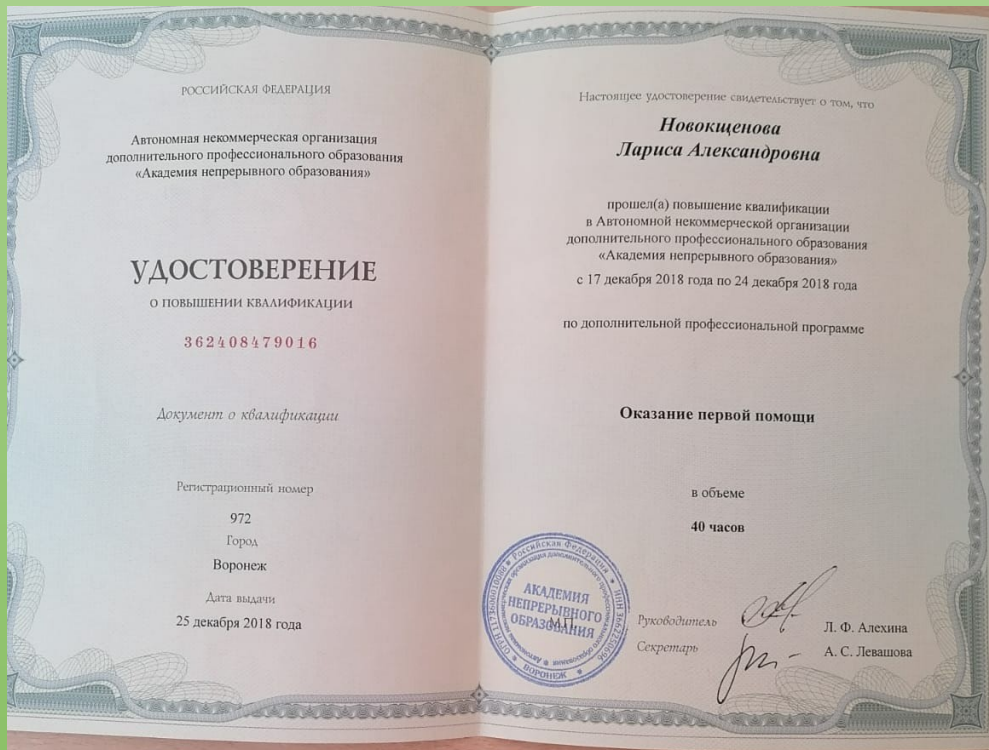 РОССИЙСКАЯ ФЕДЕРАЦИЯ
Автономная некоммерческая организация
дополнительного профессионального образования
«Академия непрерывного образования»
УДОСТОВЕРЕНИЕ
О ПОВЫШЕНИИ КВАЛИФИКАЦИИ
362408479016
Документ о квалификации
Регистрационный номер
972
Город
Воронеж
Дата выдачи
25 декабря 2018 года
Настоящее удостоверение свидетельствует о том, что
Новокщенова
Лариса Александровна
прошел(а) повышение квалификации
в Автономной некоммерческой организации
дополнительного профессионального образования
«Академия непрерывного образования»
с 17 декабря 2018 года по 24 декабря 2018 года
по дополнительной профессиональной программе
Оказание первой помощи
в объеме
40 часов
Российская Федерация
АКАДЕМИЯ
НЕПРЕРЫВНОГО
ОБРАЗОВАНИЯ
ВОРОНЕЖ
М.П.
Руководитель
Л. Ф. Алехина
Секретарь
А. С. Левашова